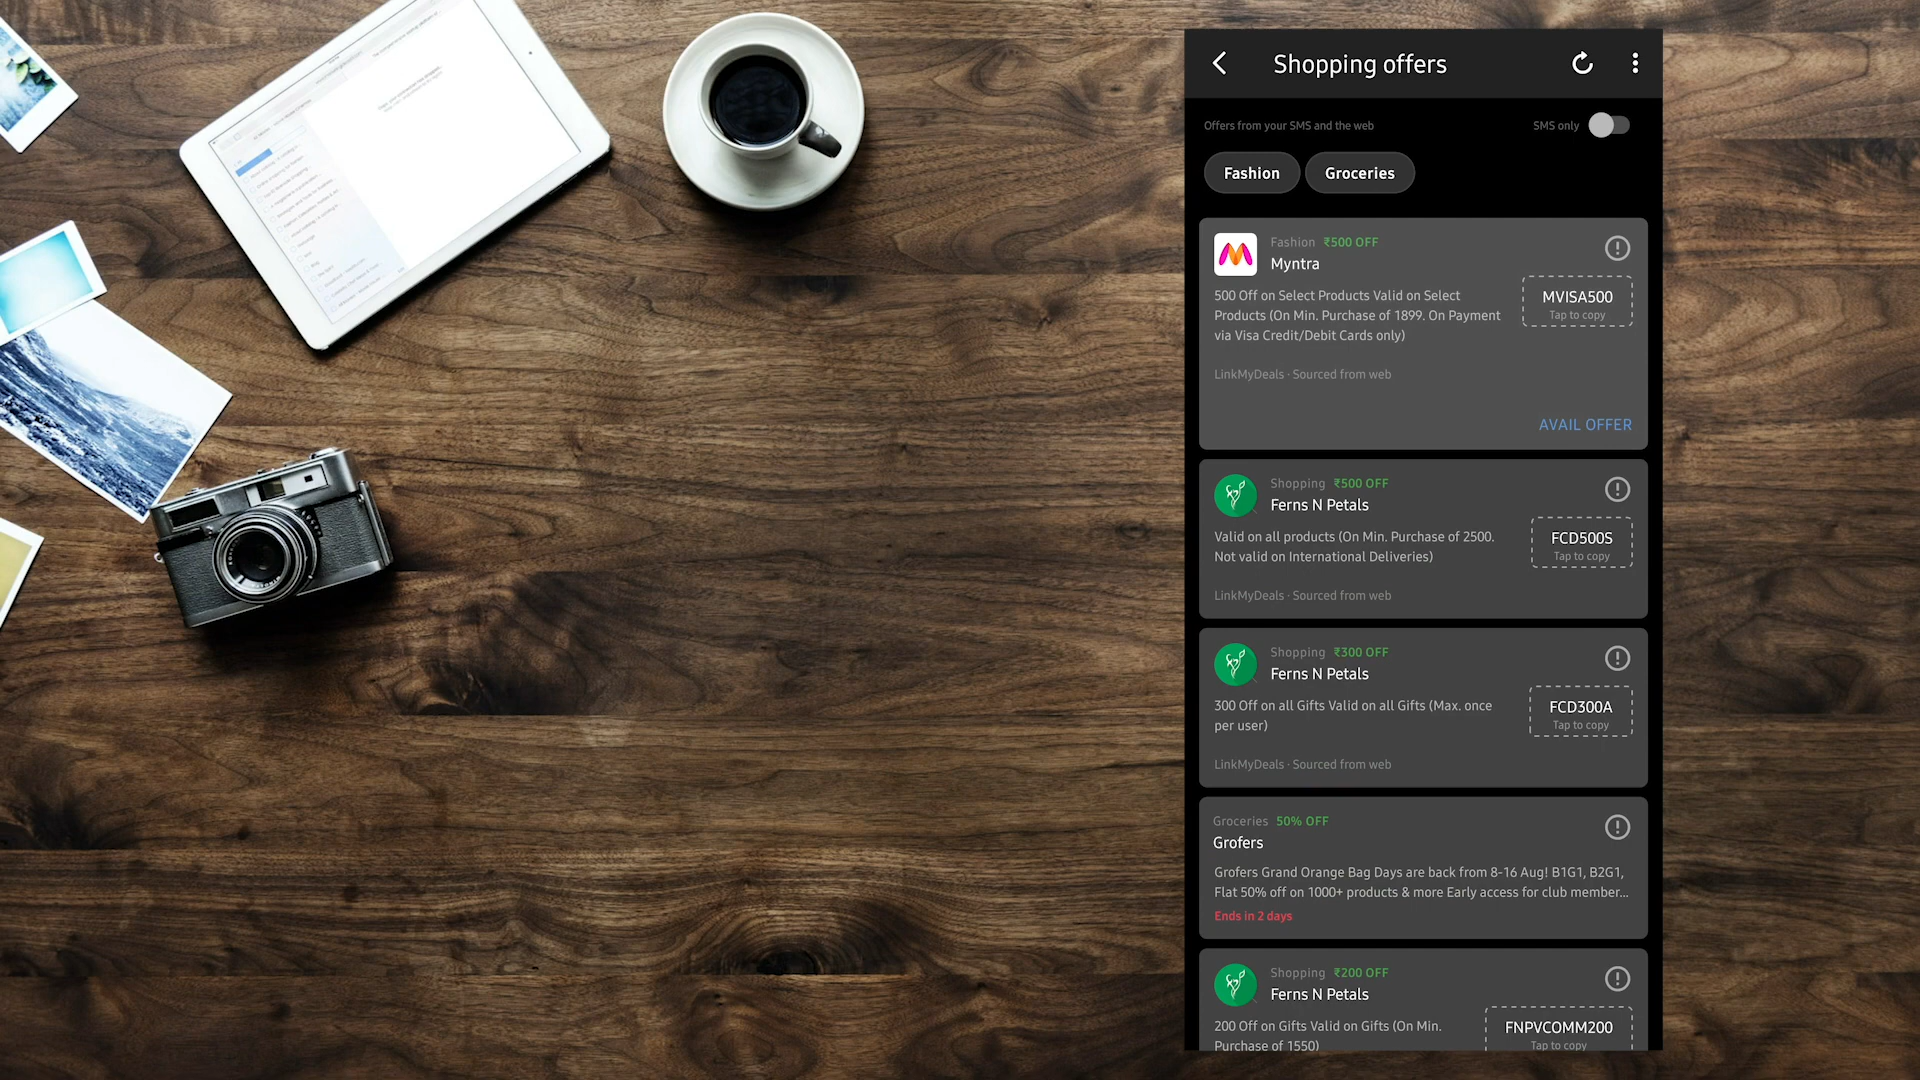 Shopping offers
Offers from your SMS and the web
SMS only
Fashion
Groceries
Fashion ₹500 OFF
Myntra
500 Off on Select Products Valid on Select
Products (On Min. Purchase of 1899. On Payment
via Visa Credit/Debit Cards only)
MVISA500
Tap to copy
LinkMyDeals · Sourced from web
AVAIL OFFER
Shopping ₹500 OFF
Ferns N Petals
Valid on all products (On Min. Purchase of 2500.
Not valid on International Deliveries)
FCD500S
Tap to copy
LinkMyDeals · Sourced from web
Shopping ₹300 OFF
Ferns N Petals
300 Off on all Gifts Valid on all Gifts (Max. once
per user)
FCD300A
Tap to copy
LinkMyDeals · Sourced from web
Groceries 50% OFF
Grofers
Grofers Grand Orange Bag Days are back from 8-16 Aug! B1G1, B2G1,
Flat 50% off on 1000+ products & more Early access for club member...
Ends in 2 days
Shopping ₹200 OFF
Ferns N Petals
200 Off on Gifts Valid on Gifts (On Min.
Purchase of 1550)
FNPVCOMM200
Tap to copy